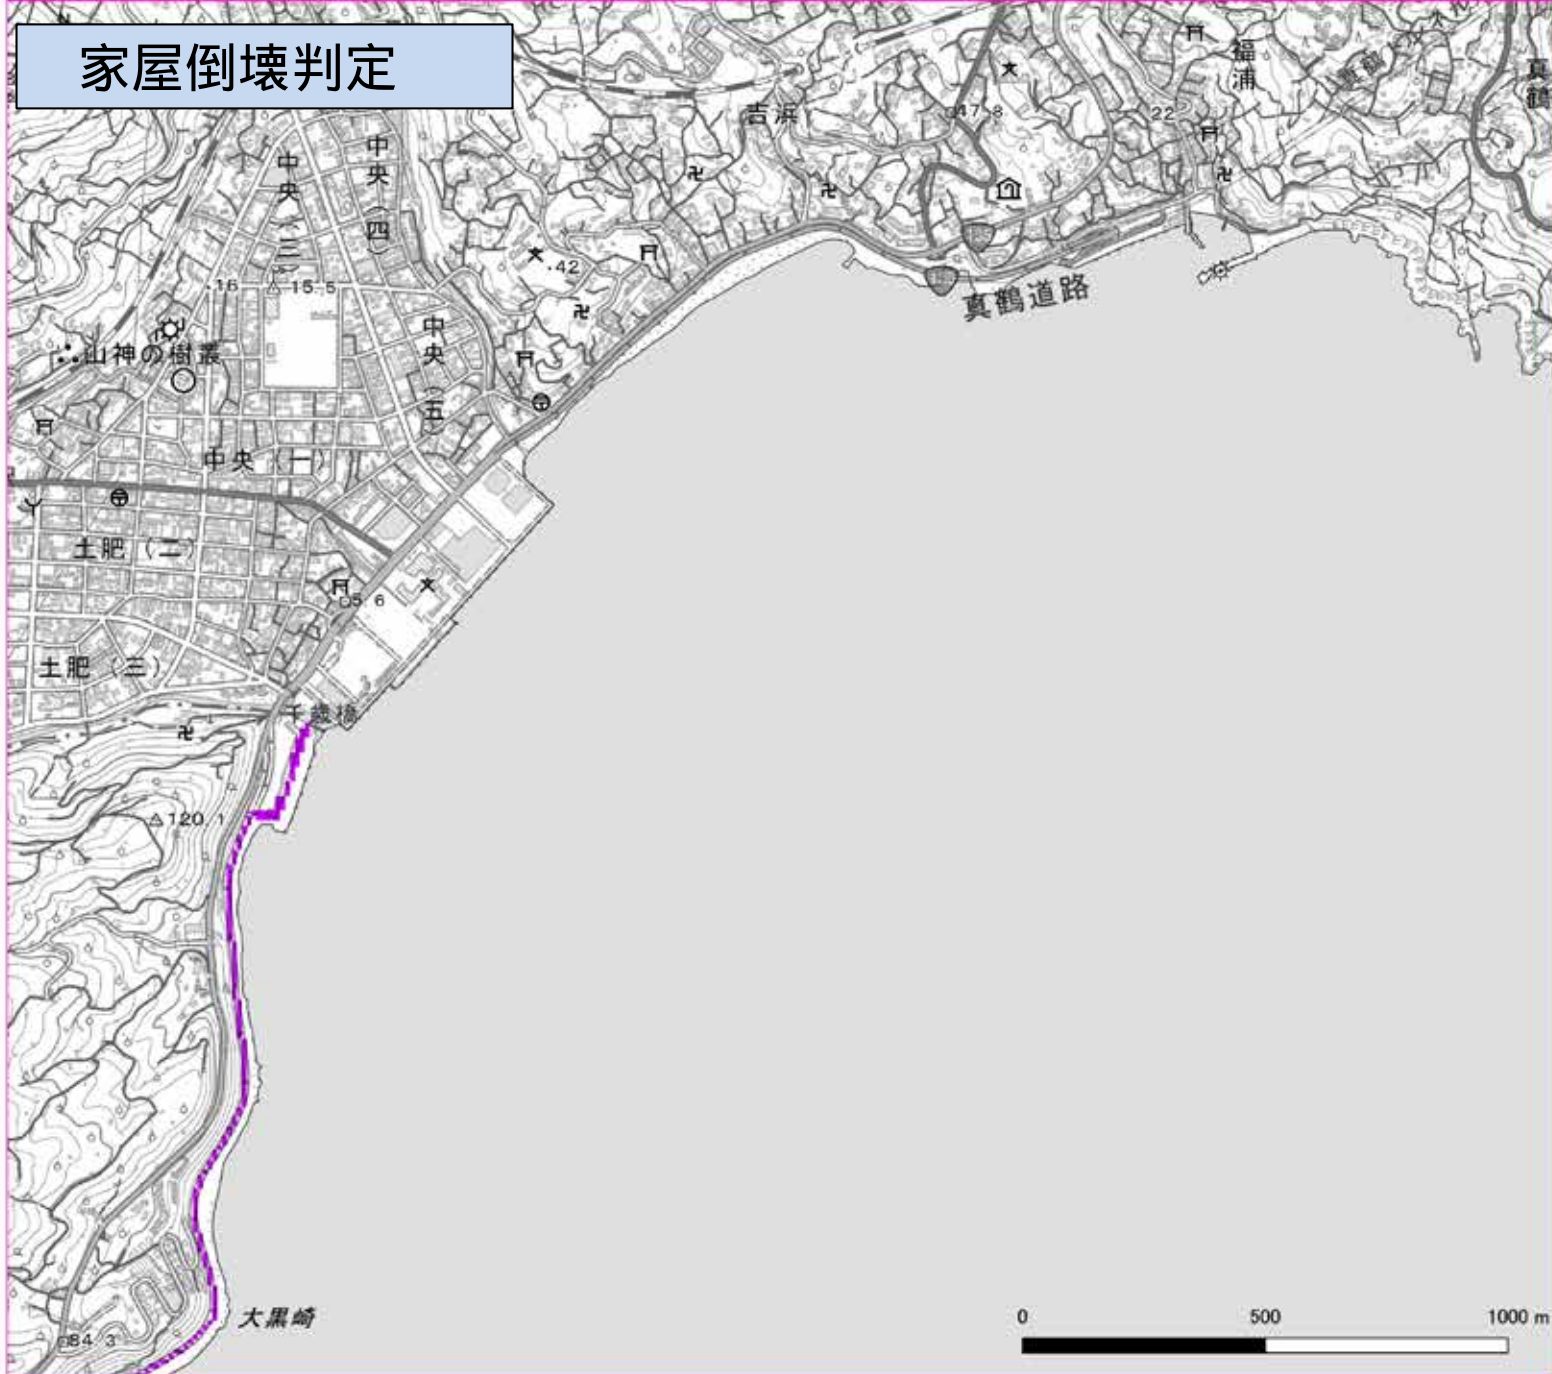 家屋倒壊判定
福浦
真鶴
吉浜
47.8
22
中央(三)
中央(四)
.42
.16
15.5
真鶴道路
中央(五)
山神の樹叢
中央(一)
土肥(二)
5.6
土肥(三)
千歳橋
120.1
大黒崎
84.3
0 500 1000 m